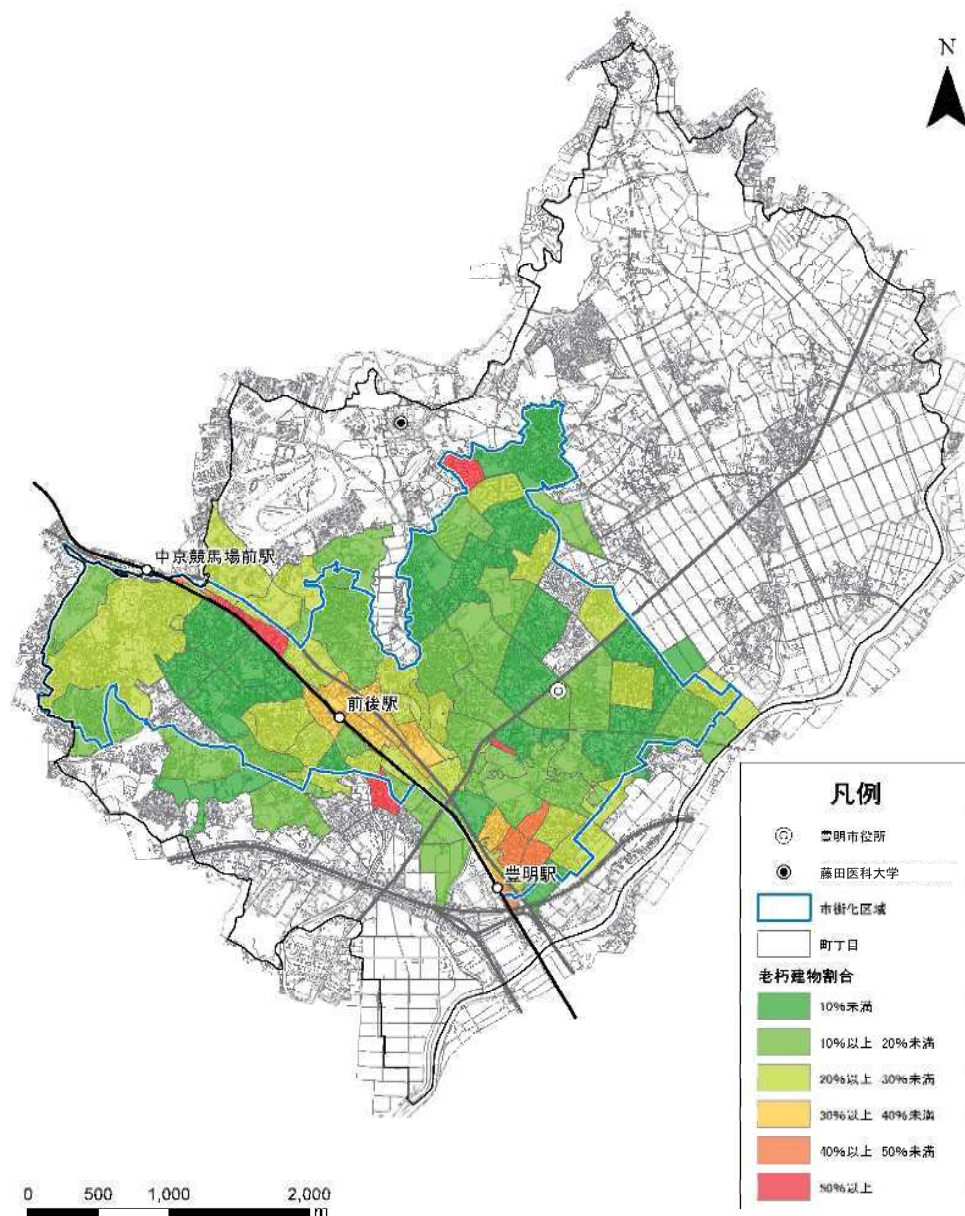 N
中京競馬場前駅
前後駅
豊明駅
凡例
豊明市役所
藤田医科大学
市街化区域
町丁目
老朽建物割合
10%未満
10%以上 20%未満
20%以上 30%未満
30%以上 40%未満
40%以上 50%未満
50%以上
0 500 1,000 2,000
m